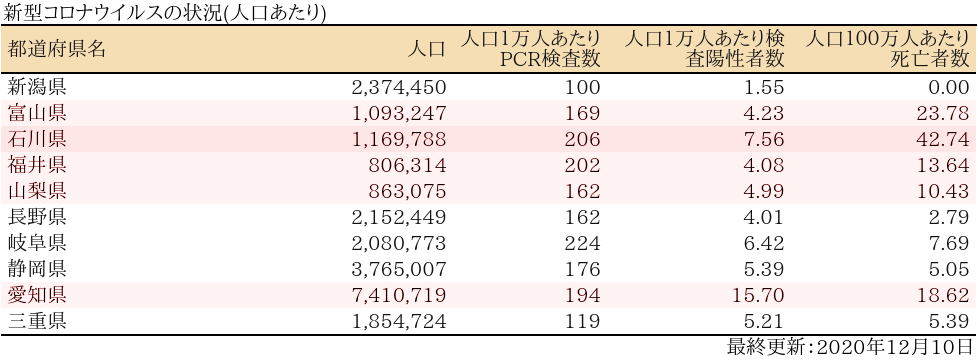 新型コロナウイルスの状況(人口あたり)
都道府県名 人口 人口1万人あたりPCR検査数 人口1万人あたり検査陽性者数 人口100万人あたり死亡者数
新潟県 2,374,450 100 1.55 0.00
富山県 1,093,247 169 4.23 23.78
石川県 1,169,788 206 7.56 42.74
福井県 806,314 202 4.08 13.64
山梨県 863,075 162 4.99 10.43
長野県 2,152,449 162 4.01 2.79
岐阜県 2,080,773 224 6.42 7.69
静岡県 3,765,007 176 5.39 5.05
愛知県 7,410,719 194 15.70 18.62
三重県 1,854,724 119 5.21 5.39
最終更新：2020年12月10日